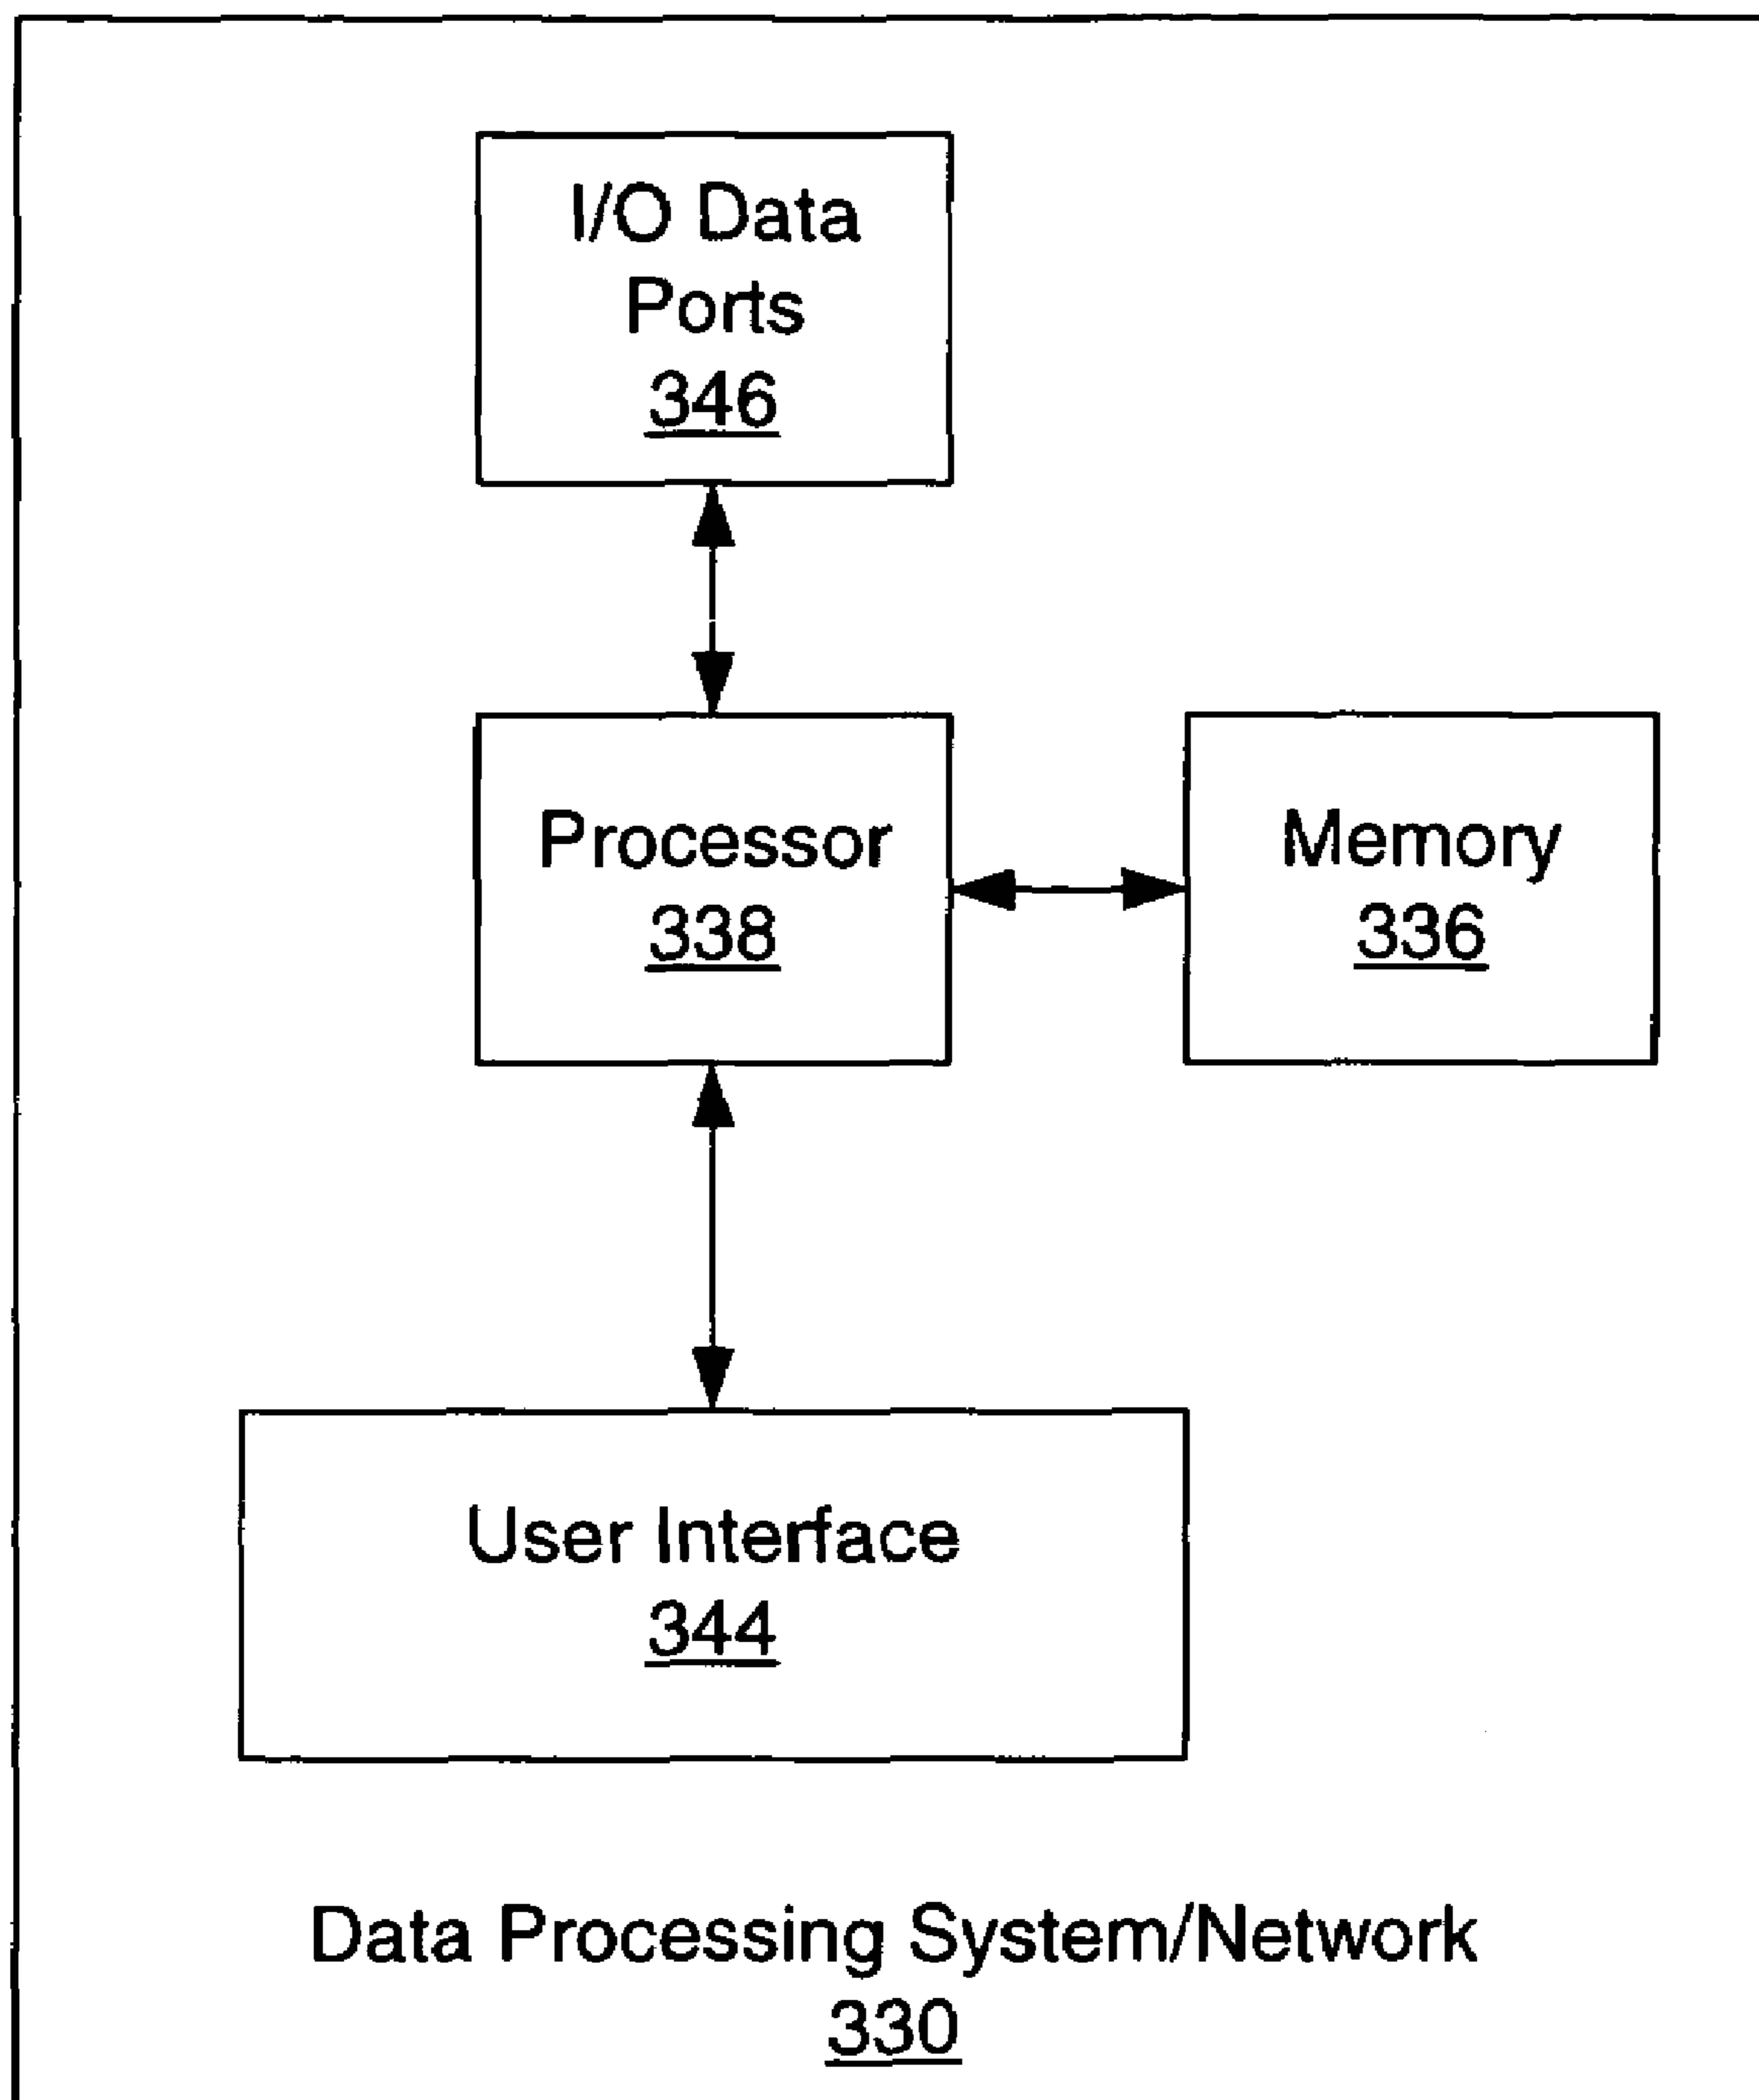 I/O Data
Ports
346
Processor
338
Memory
336
User Interface
344
Data Processing System/Network
330